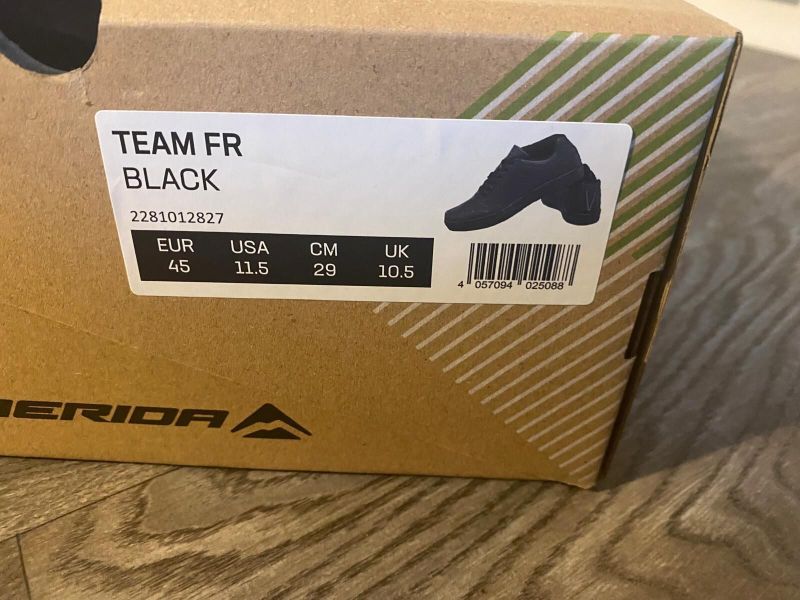 TEAM FR
BLACK
2281012827
EUR USA CM UK
45 11.5 29 10.5
4 057094 025088
MERIDA